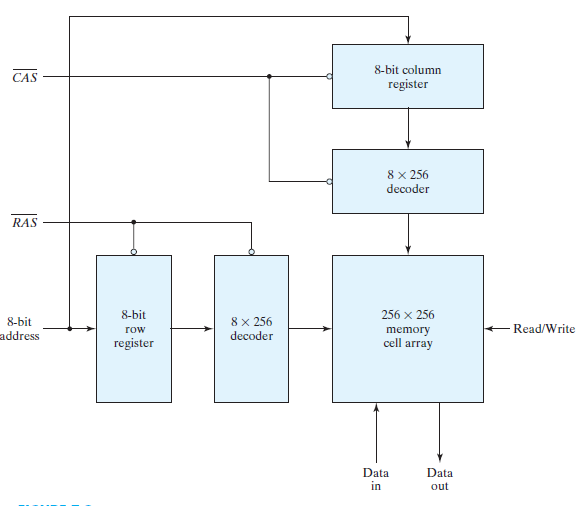 8-bit column
register
CAS
8 × 256
decoder
RAS
8-bit
address
8-bit
row
register
8 × 256
decoder
256 × 256
memory
cell array
Read/Write
Data
in
Data
out